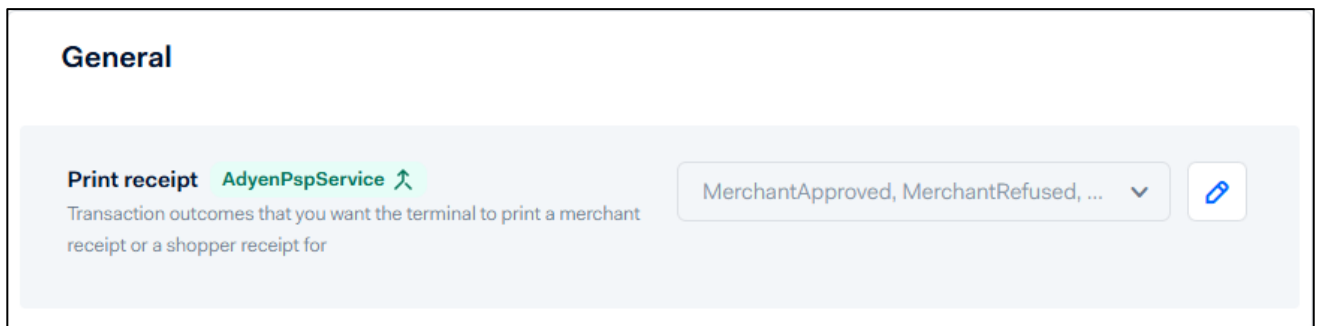 General
Print receipt AdyenPspService
MerchantApproved, MerchantRefused, ...
Transaction outcomes that you want the terminal to print a merchant
receipt or a shopper receipt for